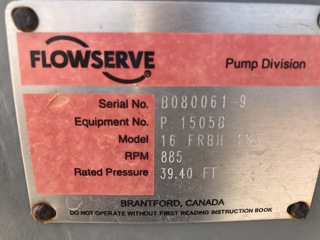 FLOWSERVE
Pump Division
Serial No. B080061-9
Equipment No. P 1505B
Model 16 FRBH
RPM 885
Rated Pressure 39.40 FT
BRANTFORD, CANADA
DO NOT OPERATE WITHOUT FIRST READING INSTRUCTION BOOK